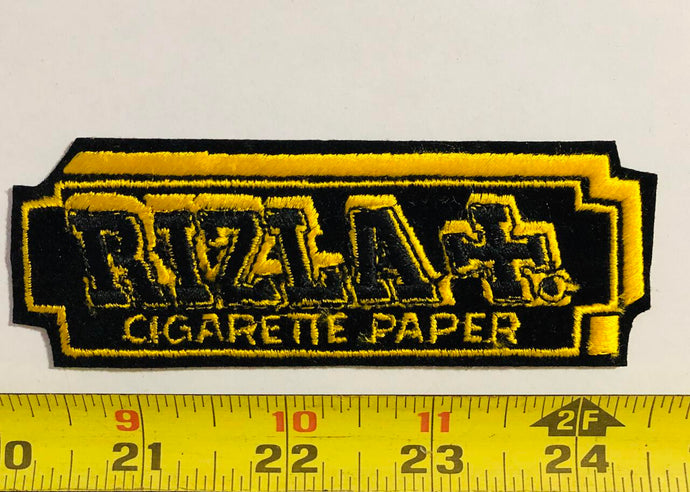 RIZLA+.
CIGARETTE PAPER
9 10 11 2F
0 21 22 23 24